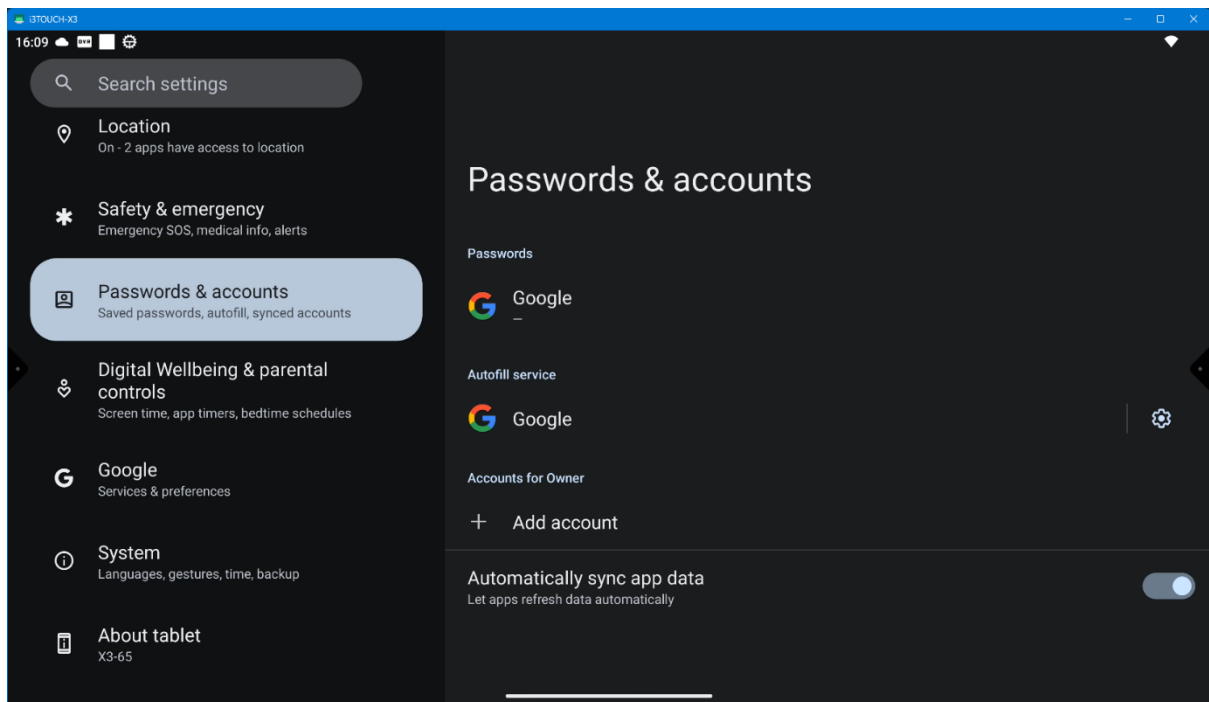 i3TOUCH-X3
16:09
Search settings
Location
On - 2 apps have access to location
Safety & emergency
Emergency SOS, medical info, alerts
Passwords & accounts
Saved passwords, autofill, synced accounts
Digital Wellbeing & parental
controls
Screen time, app timers, bedtime schedules
Google
Services & preferences
System
Languages, gestures, time, backup
About tablet
X3-65
Passwords & accounts
Passwords
Google
–
Autofill service
Google
Accounts for Owner
Add account
Automatically sync app data
Let apps refresh data automatically